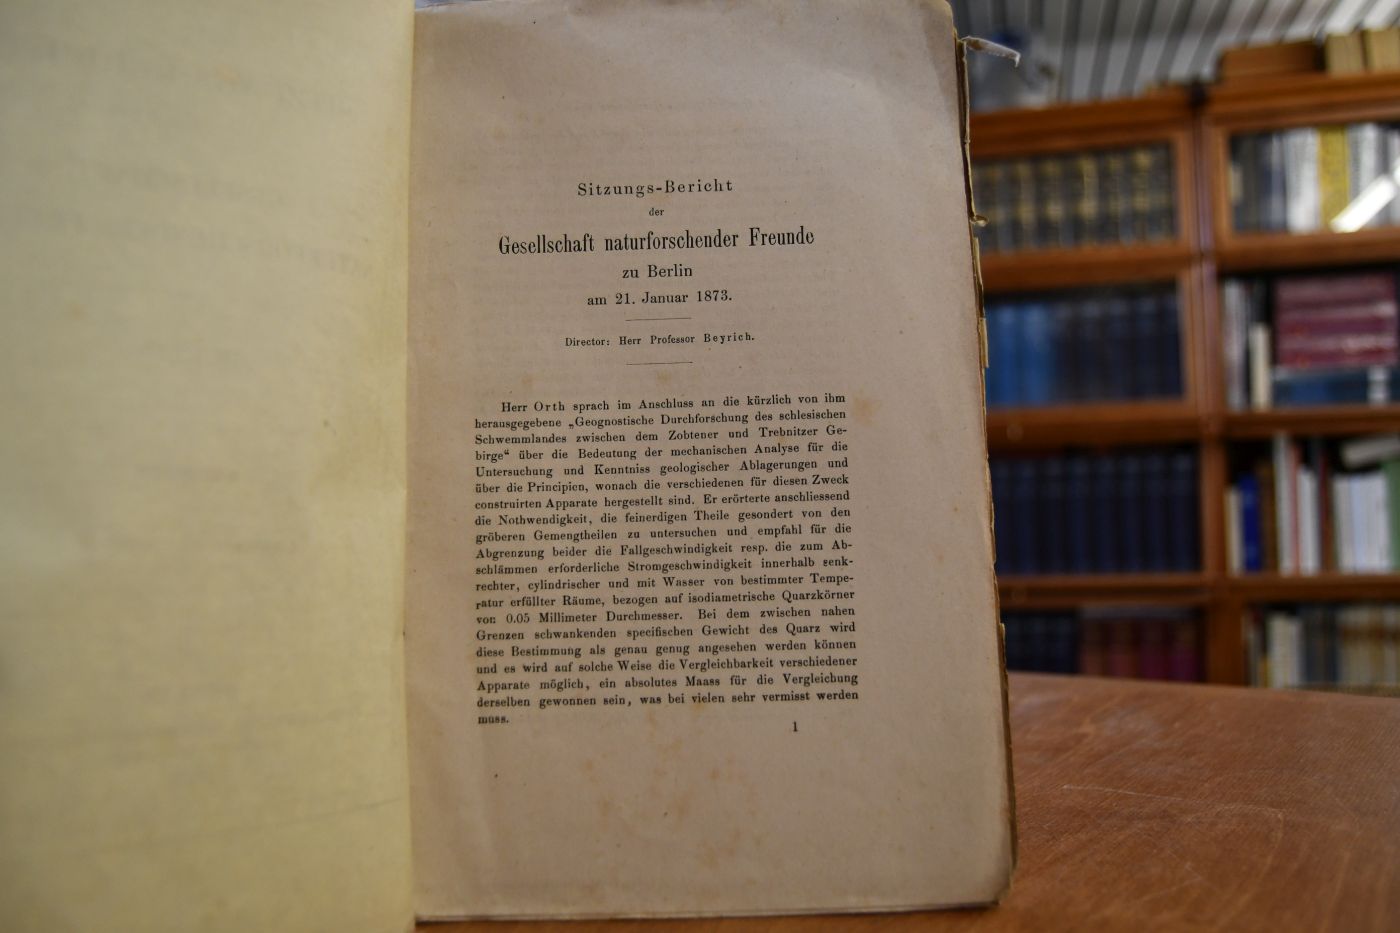 Sitzungs-Bericht
der
Gesellschaft naturforschender Freunde
zu Berlin
am 21. Januar 1873.
Director: Herr Professor Beyrich.
Herr Orth sprach im Anschluss an die kürzlich von ihm
herausgegebene „Geognostische Durchforschung des schlesischen
Schwemmlandes zwischen dem Zobtener und Trebnitzer Ge-
birge“ über die Bedeutung der mechanischen Analyse für die
Untersuchung und Kenntniss geologischer Ablagerungen und
über die Principien, wonach die verschiedenen für diesen Zweck
construirten Apparate hergestellt sind. Er erörterte anschliessend
die Nothwendigkeit, die feinerdigen Theile gesondert von den
gröberen Gemengtheilen zu untersuchen und empfahl für die
Abgrenzung beider die Fallgeschwindigkeit resp. die zum Ab-
schlämmen erforderliche Stromgeschwindigkeit innerhalb senk-
rechter, cylindrischer und mit Wasser von bestimmter Tempe-
ratur erfüllter Räume, bezogen auf isodiametrische Quarzkörner
von 0.05 Millimeter Durchmesser. Bei dem zwischen nahen
Grenzen schwankenden specifischen Gewicht des Quarz wird
diese Bestimmung als genau genug angesehen werden können
und es wird auf solche Weise die Vergleichbarkeit verschiedener
Apparate möglich, ein absolutes Maass für die Vergleichung
derselben gewonnen sein, was bei vielen sehr vermisst werden
muss.
1